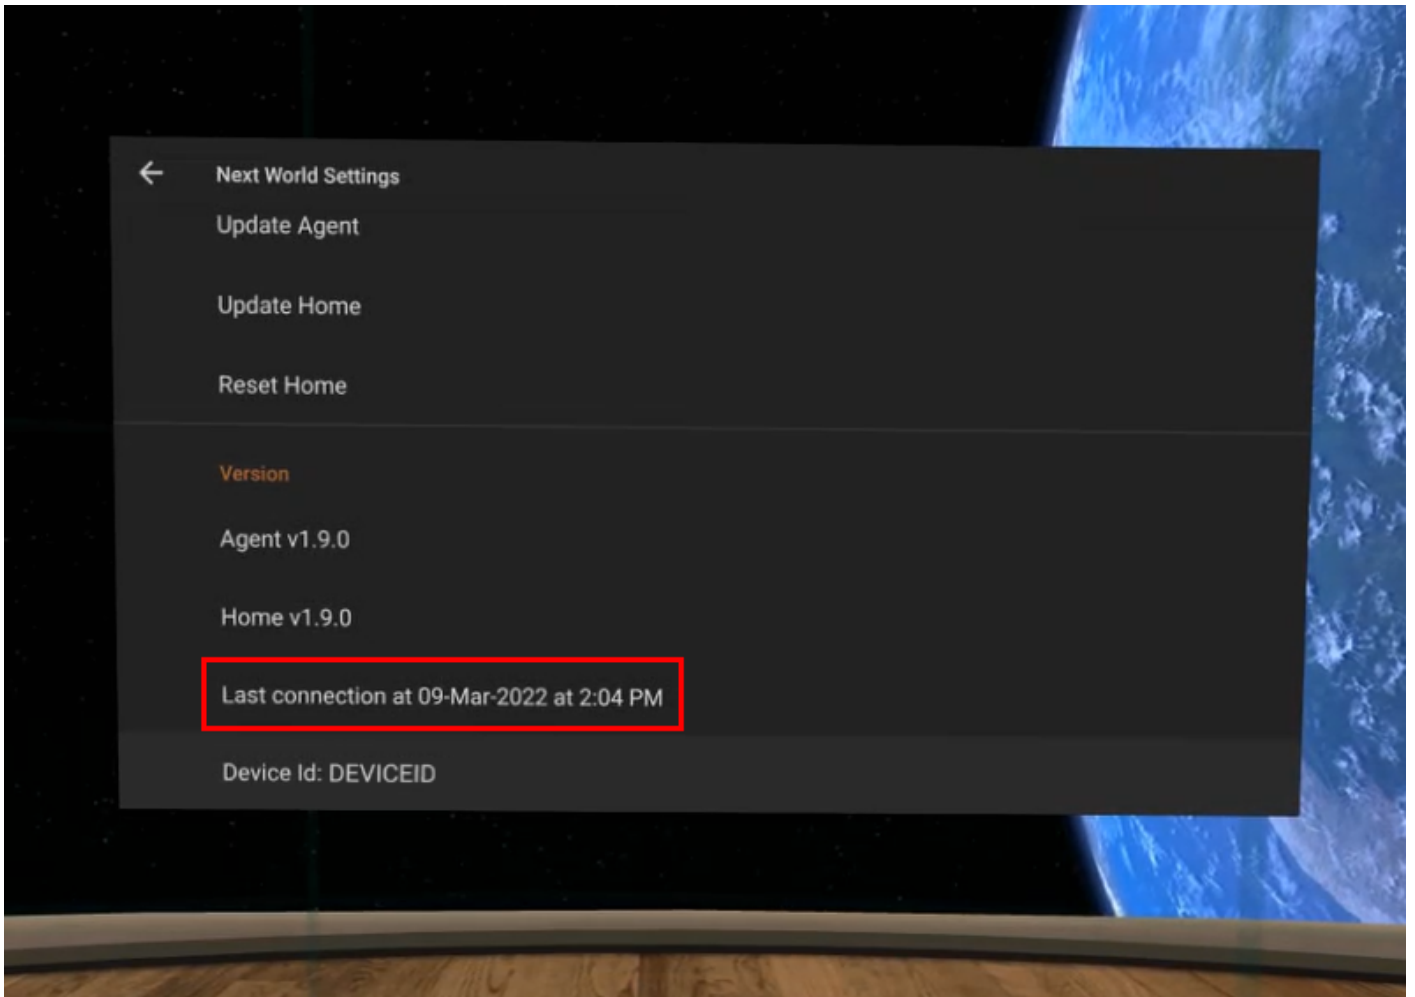 Next World Settings
Update Agent
Update Home
Reset Home
Version
Agent v1.9.0
Home v1.9.0
Last connection at 09-Mar-2022 at 2:04 PM
Device Id: DEVICEID